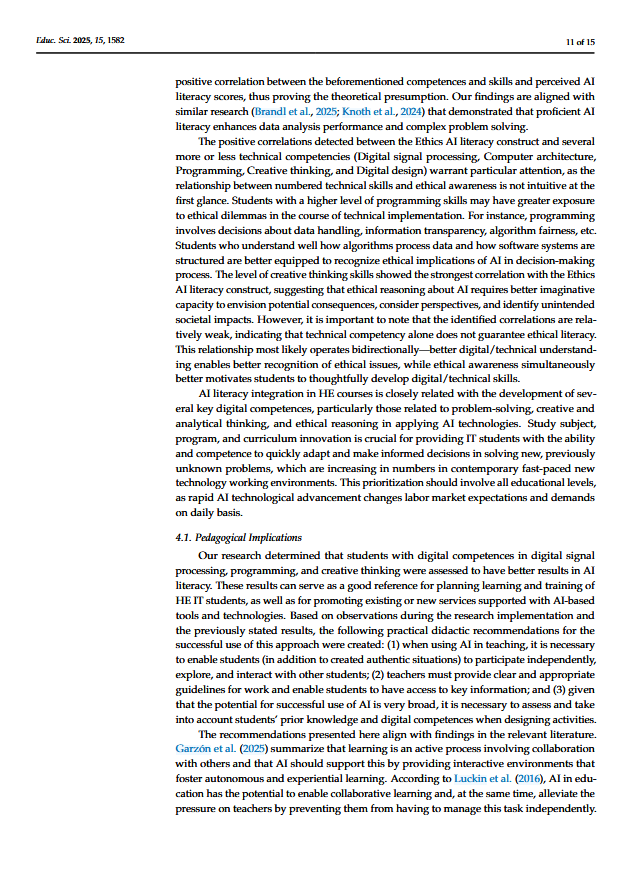 Educ. Sci. 2025, 15, 1582
11 of 15
positive correlation between the beforementioned competences and skills and perceived AI
literacy scores, thus proving the theoretical presumption. Our findings are aligned with
similar research (Brandl et al., 2025; Knoth et al., 2024) that demonstrated that proficient AI
literacy enhances data analysis performance and complex problem solving.
The positive correlations detected between the Ethics AI literacy construct and several
more or less technical competencies (Digital signal processing, Computer architecture,
Programming, Creative thinking, and Digital design) warrant particular attention, as the
relationship between numbered technical skills and ethical awareness is not intuitive at the
first glance. Students with a higher level of programming skills may have greater exposure
to ethical dilemmas in the course of technical implementation. For instance, programming
involves decisions about data handling, information transparency, algorithm fairness, etc.
Students who understand well how algorithms process data and how software systems are
structured are better equipped to recognize ethical implications of AI in decision-making
process. The level of creative thinking skills showed the strongest correlation with the Ethics
AI literacy construct, suggesting that ethical reasoning about AI requires better imaginative
capacity to envision potential consequences, consider perspectives, and identify unintended
societal impacts. However, it is important to note that the identified correlations are rela-
tively weak, indicating that technical competency alone does not guarantee ethical literacy.
This relationship most likely operates bidirectionally—better digital/technical understand-
ing enables better recognition of ethical issues, while ethical awareness simultaneously
better motivates students to thoughtfully develop digital/technical skills.
AI literacy integration in HE courses is closely related with the development of sev-
eral key digital competences, particularly those related to problem-solving, creative and
analytical thinking, and ethical reasoning in applying AI technologies. Study subject,
program, and curriculum innovation is crucial for providing IT students with the ability
and competence to quickly adapt and make informed decisions in solving new, previously
unknown problems, which are increasing in numbers in contemporary fast-paced new
technology working environments. This prioritization should involve all educational levels,
as rapid AI technological advancement changes labor market expectations and demands
on daily basis.
4.1. Pedagogical Implications
Our research determined that students with digital competences in digital signal
processing, programming, and creative thinking were assessed to have better results in AI
literacy. These results can serve as a good reference for planning learning and training of
HE IT students, as well as for promoting existing or new services supported with AI-based
tools and technologies. Based on observations during the research implementation and
the previously stated results, the following practical didactic recommendations for the
successful use of this approach were created: (1) when using AI in teaching, it is necessary
to enable students (in addition to created authentic situations) to participate independently,
explore, and interact with other students; (2) teachers must provide clear and appropriate
guidelines for work and enable students to have access to key information; and (3) given
that the potential for successful use of AI is very broad, it is necessary to assess and take
into account students' prior knowledge and digital competences when designing activities.
The recommendations presented here align with findings in the relevant literature.
Garzón et al. (2025) summarize that learning is an active process involving collaboration
with others and that AI should support this by providing interactive environments that
foster autonomous and experiential learning. According to Luckin et al. (2016), AI in edu-
cation has the potential to enable collaborative learning and, at the same time, alleviate the
pressure on teachers by preventing them from having to manage this task independently.